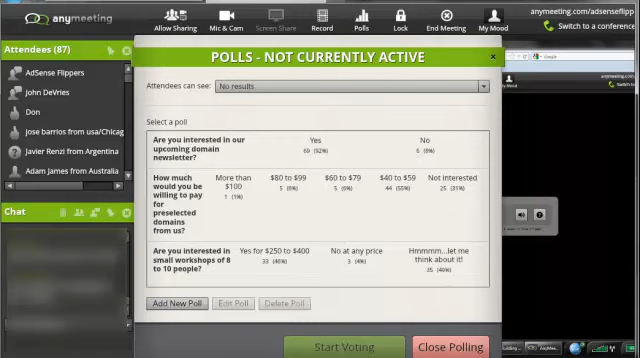 anymeeting
Allow Sharing
Mic & Cam
Screen Share
Record
Polls
Lock
End Meeting
My Mood
anymeeting.com/adsenseflipp
Switch to a conference
Attendees (87)
AdSense Flippers
John DeVries
Don
jose barrios from usa/Chicag
Javier Renzi from Argentina
Adam James from Australia
Chat
POLLS - NOT CURRENTLY ACTIVE
Attendees can see:
No results
Select a poll
Are you interested in our upcoming domain newsletter?
Yes
69 (92%)
No
6 (8%)
How much would you be willing to pay for preselected domains from us?
More than $100
1 (1%)
$80 to $99
5 (6%)
$60 to $79
5 (6%)
$40 to $59
44 (55%)
Not interested
25 (31%)
Are you interested in small workshops of 8 to 10 people?
Yes for $250 to $400
33 (46%)
No at any price
3 (4%)
Hmmmm...let me think about it!
Add New Poll
Edit Poll
Delete Poll
Start Voting
Close Polling
Google
Mood
anymeeting.com
Switch
AnyMee...